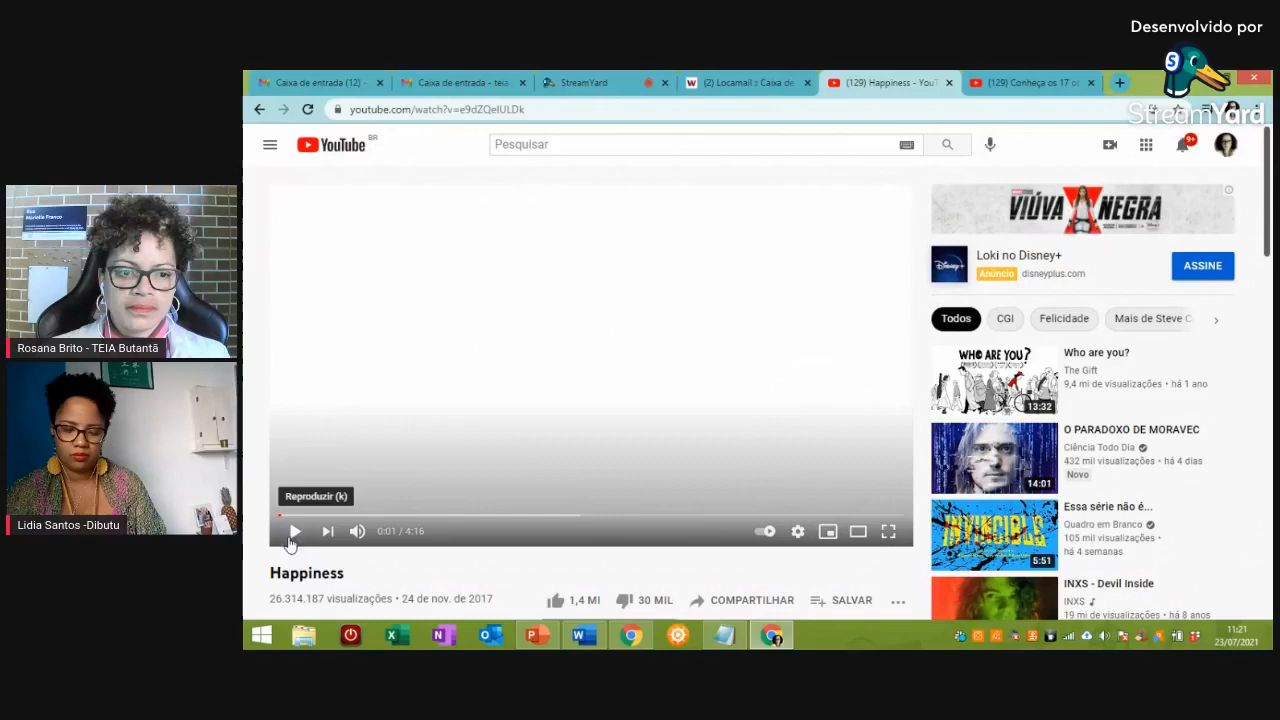 Desenvolvido por
StreamYard
Caixa de entrada (12) -
Caixa de entrada - teia
StreamYard
(2) Locamail :: Caixa de
(129) Happiness - YouT
(129) Conheça os 17 o
youtube.com/watch?v=e9dZQelULDk
YouTube BR
Pesquisar
9+
Rua
Marielle Franco
Rosana Brito - TEIA Butantã
Lidia Santos -Dibutu
VIÚVA NEGRA
Disney+
Loki no Disney+
Anúncio disneyplus.com
ASSINE
Todos
CGI
Felicidade
Mais de Steve C
WHO ARE YOU?
13:32
Who are you?
The Gift
9,4 mi de visualizações • há 1 ano
14:01
O PARADOXO DE MORAVEC
Ciência Todo Dia
432 mil visualizações • há 4 dias
Novo
INVINCIBLE
5:51
Essa série não é...
Quadro em Branco
105 mil visualizações •
há 4 semanas
INXS - Devil Inside
INXS
19 mi de visualizações • há 8 anos
Reproduzir (k)
0:01 / 4:16
Happiness
26.314.187 visualizações • 24 de nov. de 2017
1,4 MI
30 MIL
COMPARTILHAR
SALVAR
11:21
23/07/2021